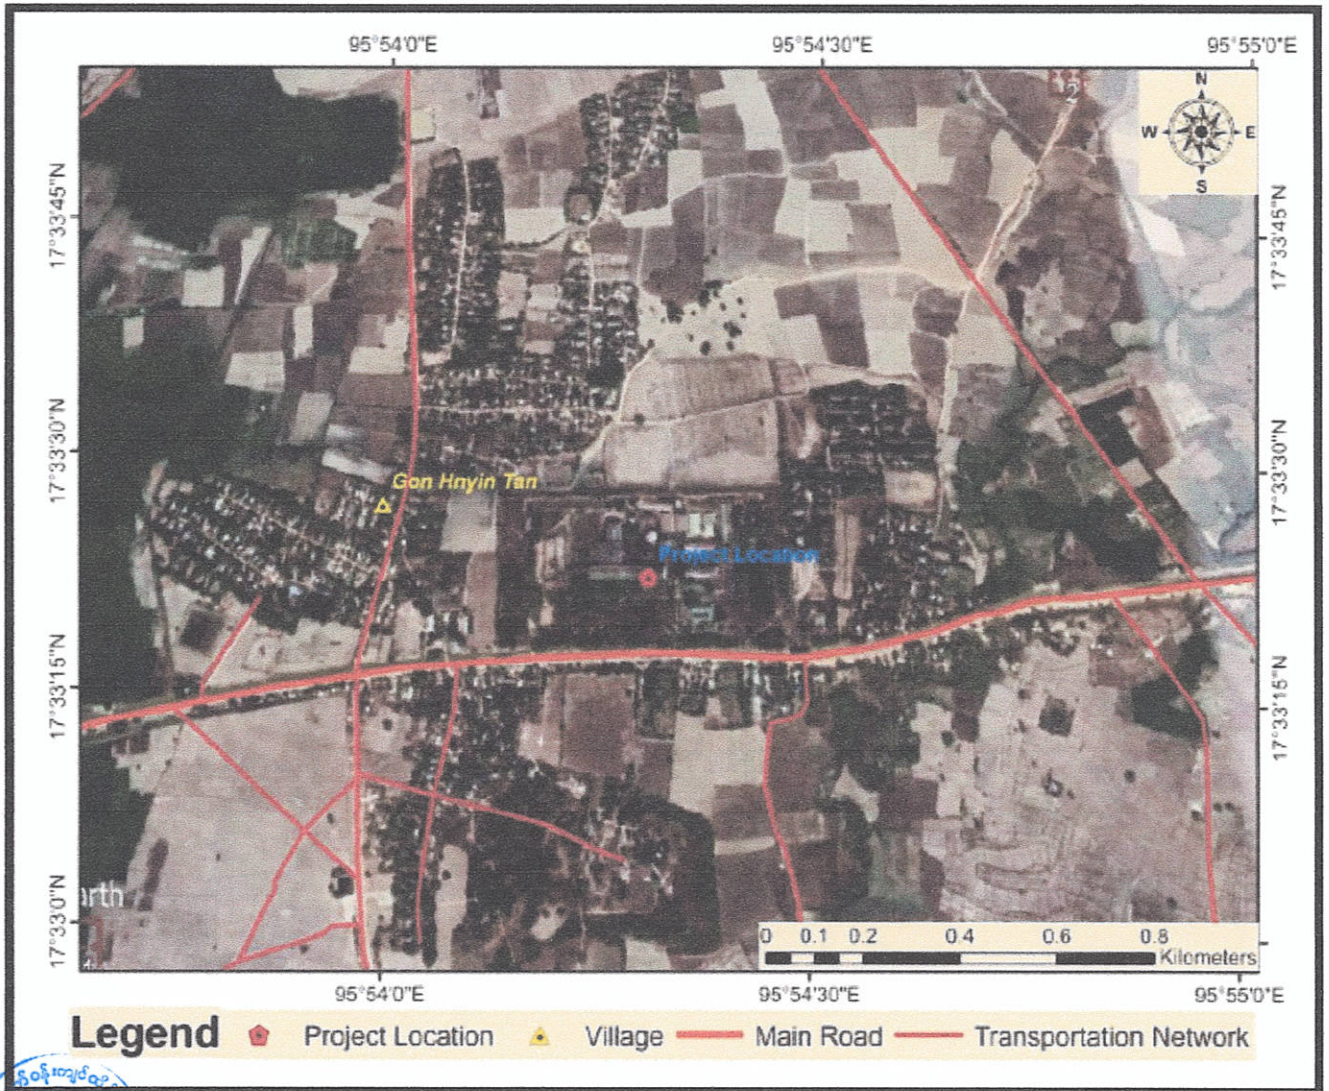 95°54'0"E 95°54'30"E 95°55'0"E
2
N
W E
S
17°33'45"N 17°33'45"N
17°33'30"N 17°33'30"N
Gon Hnyin Tan
Project Location
17°33'15"N 17°33'15"N
arth
17°33'0"N
0 0.1 0.2 0.4 0.6 0.8
Kilometers
95°54'0"E 95°54'30"E 95°55'0"E
Legend Project Location Village Main Road Transportation Network